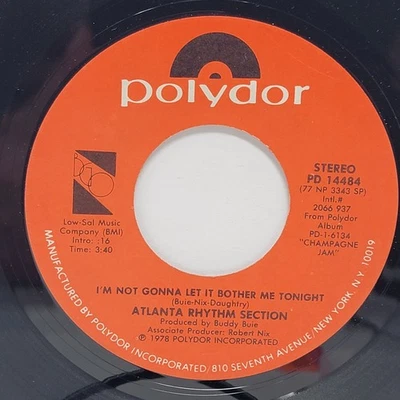 polydor
STEREO
PD 14484
(77 NP 3343 SP)
Intl.#
2066 937
From Polydor
Album
PD-1-6134
"CHAMPAGNE
JAM"
Low-Sal Music
Company (BMI)
Intro: :16
Time: 3:40
I'M NOT GONNA LET IT BOTHER ME TONIGHT
(Buie-Nix-Daughtry)
ATLANTA RHYTHM SECTION
Produced by Buddy Buie
Associate Producer: Robert Nix
℗ 1978 POLYDOR INCORPORATED
MANUFACTURED BY POLYDOR INCORPORATED/810 SEVENTH AVENUE/NEW YORK, N.Y. 10019